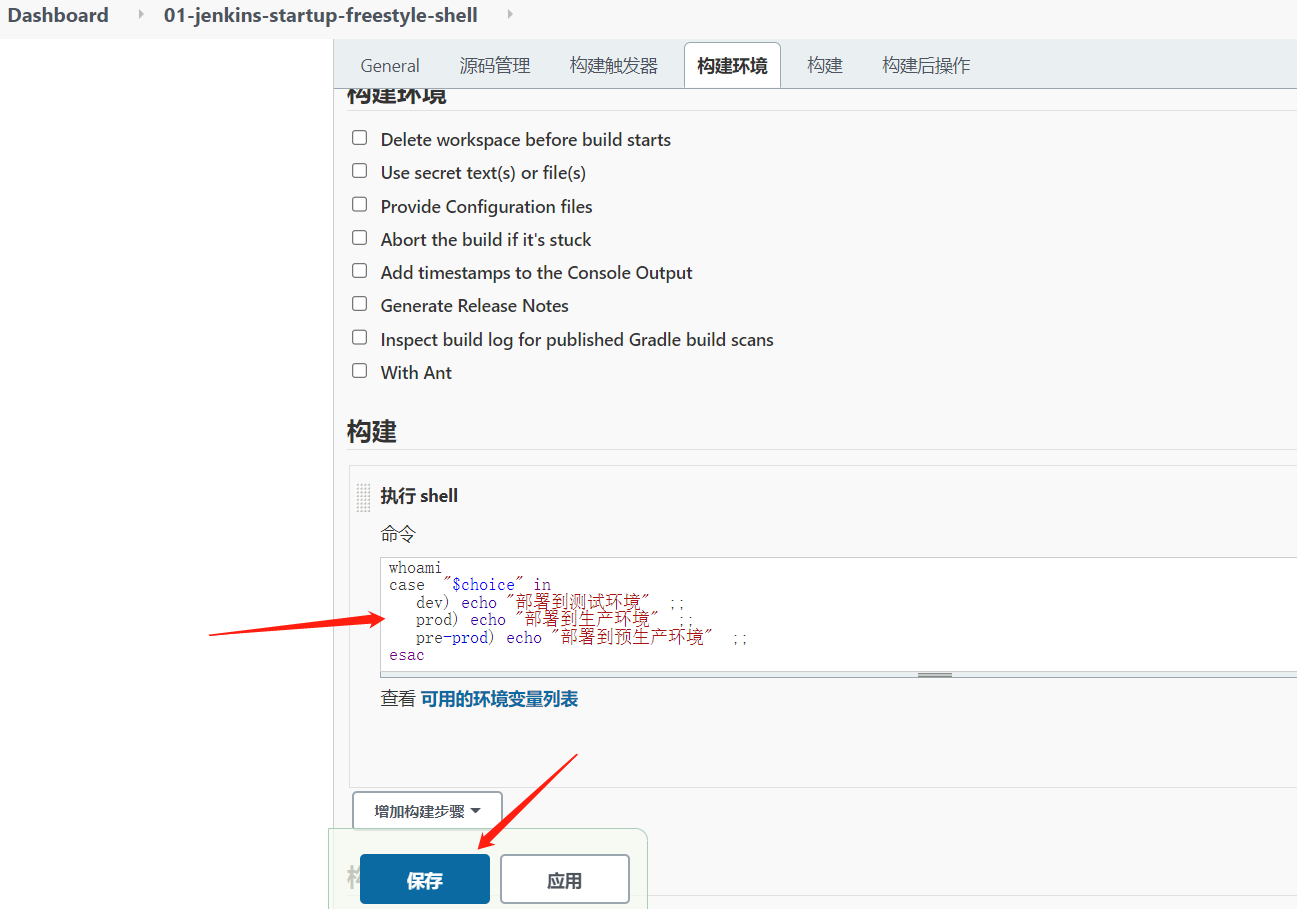 Dashboard 01-jenkins-startup-freestyle-shell
General 源码管理 构建触发器 构建环境 构建 构建后操作
构建环境
Delete workspace before build starts
Use secret text(s) or file(s)
Provide Configuration files
Abort the build if it's stuck
Add timestamps to the Console Output
Generate Release Notes
Inspect build log for published Gradle build scans
With Ant
构建
执行 shell
命令
whoami
case "$choice" in
dev) echo "部署到测试环境" ;;
prod) echo "部署到生产环境" ;;
pre-prod) echo "部署到预生产环境" ;;
esac
查看 可用的环境变量列表
增加构建步骤
保存 应用